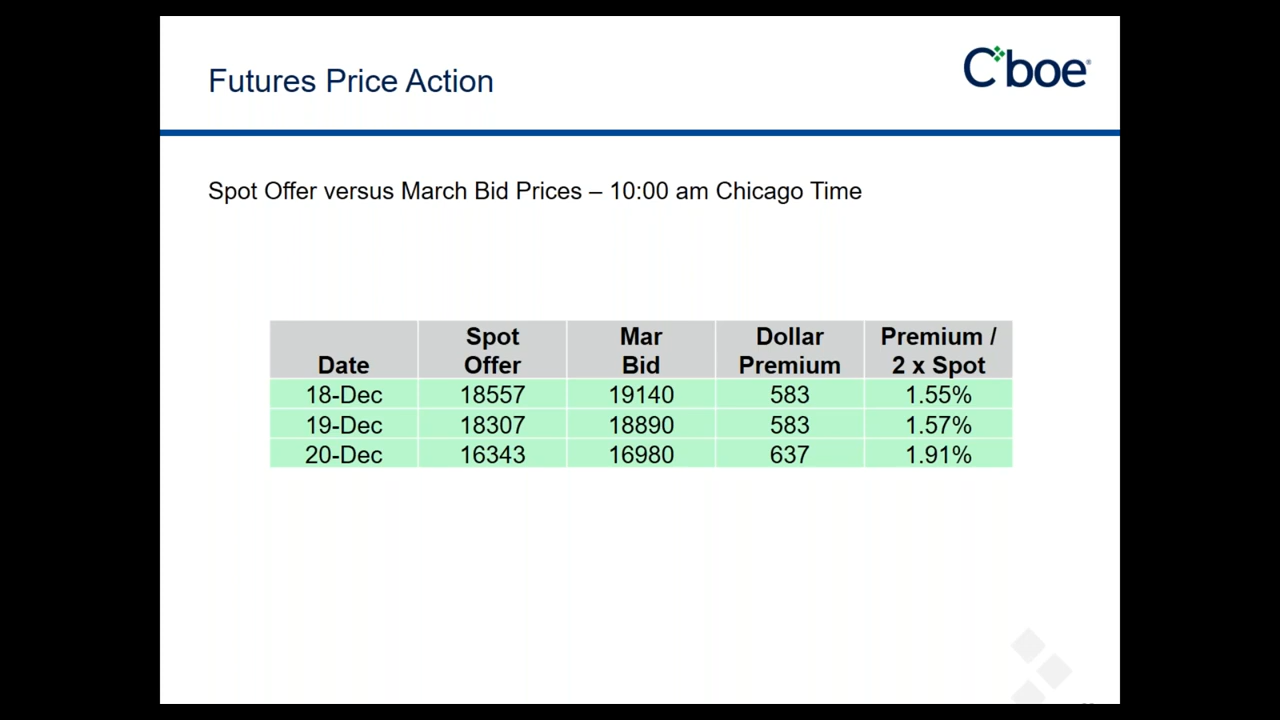 Futures Price Action
Cboe®
Spot Offer versus March Bid Prices – 10:00 am Chicago Time
Date Spot Offer Mar Bid Dollar Premium Premium / 2 x Spot
18-Dec 18557 19140 583 1.55%
19-Dec 18307 18890 583 1.57%
20-Dec 16343 16980 637 1.91%